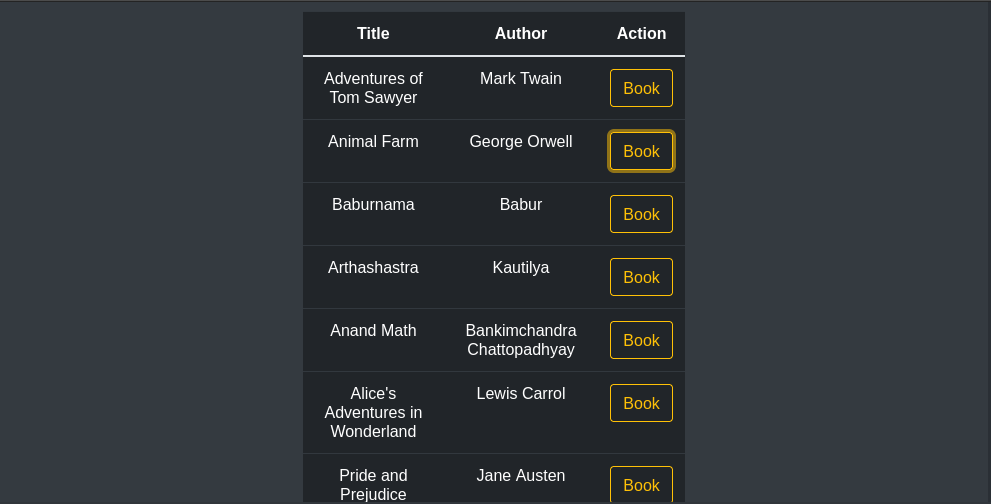 Title Author Action
Adventures of Mark Twain Book
Tom Sawyer
Animal Farm George Orwell Book
Baburnama Babur Book
Arthashastra Kautilya Book
Anand Math Bankimchandra Book
Chattopadhyay
Alice's Lewis Carrol Book
Adventures in
Wonderland
Pride and Jane Austen Book
Prejudice